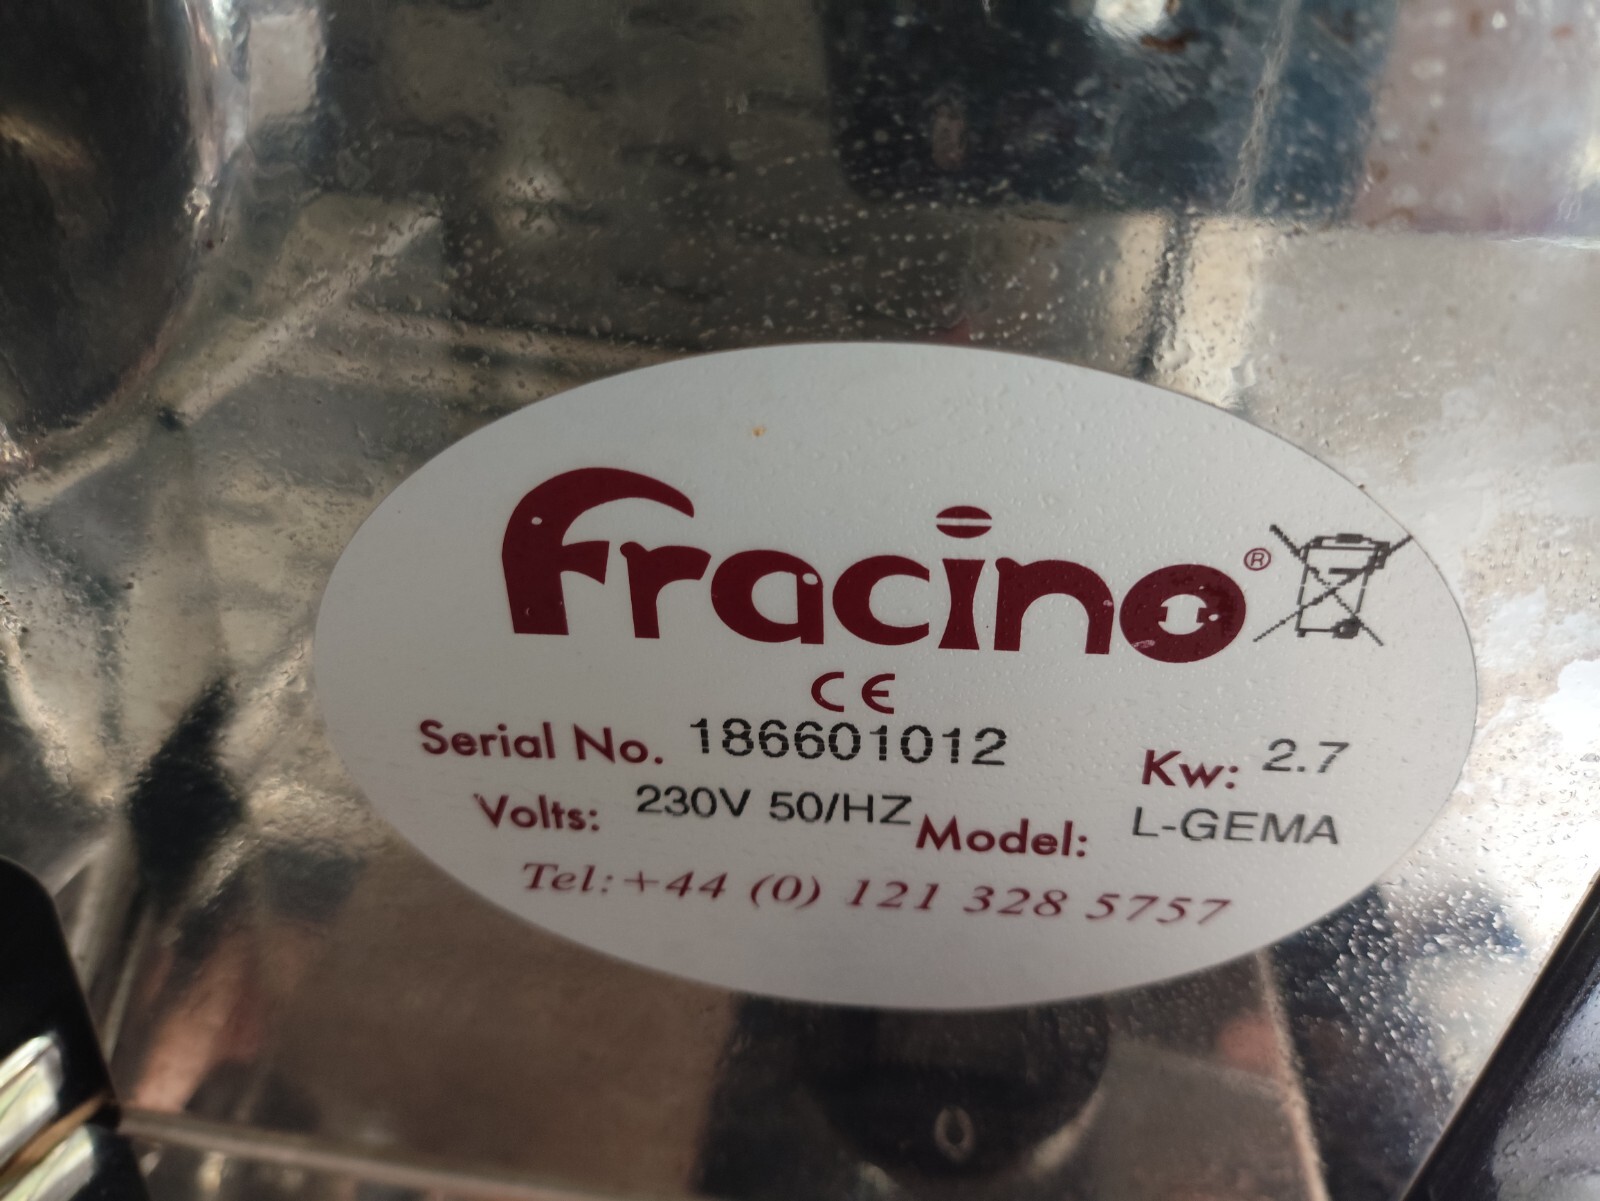 Fracino®
CE
Serial No. 186601012 Kw: 2.7
Volts: 230V 50/HZ Model: L-GEMA
Tel: +44 (0) 121 328 5757
0